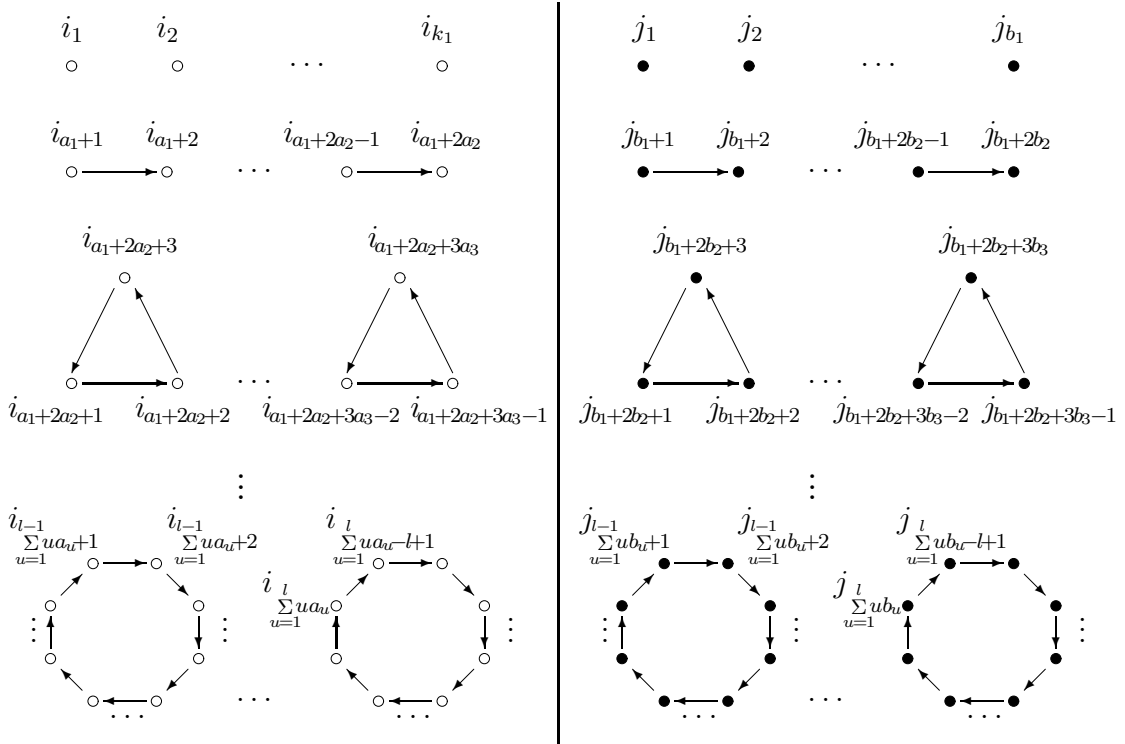 i_1 i_2 ··· i_{k_1} j_1 j_2 ··· j_{b_1}
i_{a_1+1} i_{a_1+2} i_{a_1+2a_2−1} i_{a_1+2a_2} j_{b_1+1} j_{b_1+2} j_{b_1+2b_2−1} j_{b_1+2b_2}
··· ···
i_{a_1+2a_2+3} i_{a_1+2a_2+3a_3} j_{b_1+2b_2+3} j_{b_1+2b_2+3b_3}
··· ···
i_{a_1+2a_2+1} i_{a_1+2a_2+2} i_{a_1+2a_2+3a_3−2} i_{a_1+2a_2+3a_3−1} j_{b_1+2b_2+1} j_{b_1+2b_2+2} j_{b_1+2b_2+3b_3−2} j_{b_1+2b_2+3b_3−1}
⋮ ⋮
i_{\sum_{u=1}^{l−1} ua_u+1} i_{\sum_{u=1}^{l−1} ua_u+2} i_{\sum_{u=1}^{l} ua_u−l+1} j_{\sum_{u=1}^{l−1} ub_u+1} j_{\sum_{u=1}^{l−1} ub_u+2} j_{\sum_{u=1}^{l} ub_u−l+1}
i_{\sum_{u=1}^{l} ua_u} j_{\sum_{u=1}^{l} ub_u}
⋮ ⋮ ⋮ ⋮ ⋮ ⋮
··· ···
··· ··· ··· ···